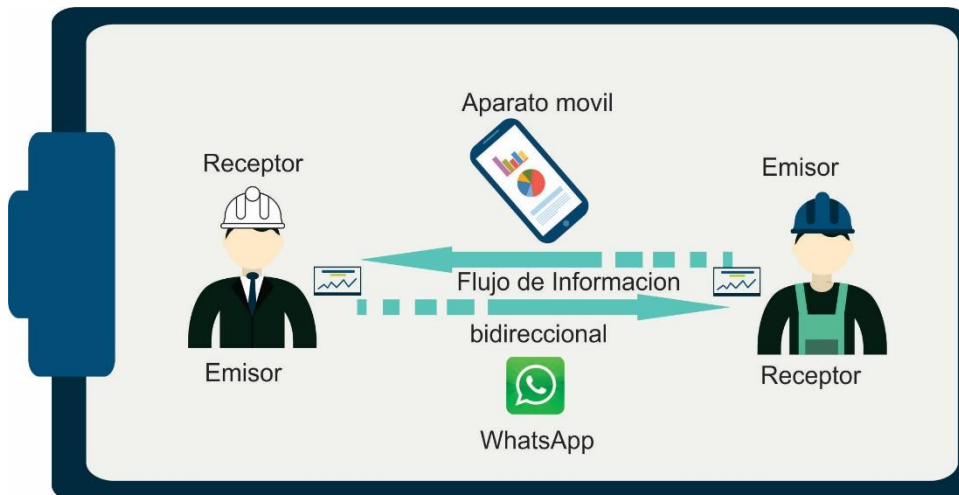 Aparato movil
Receptor
Emisor
Flujo de Informacion
bidireccional
Emisor
Receptor
WhatsApp